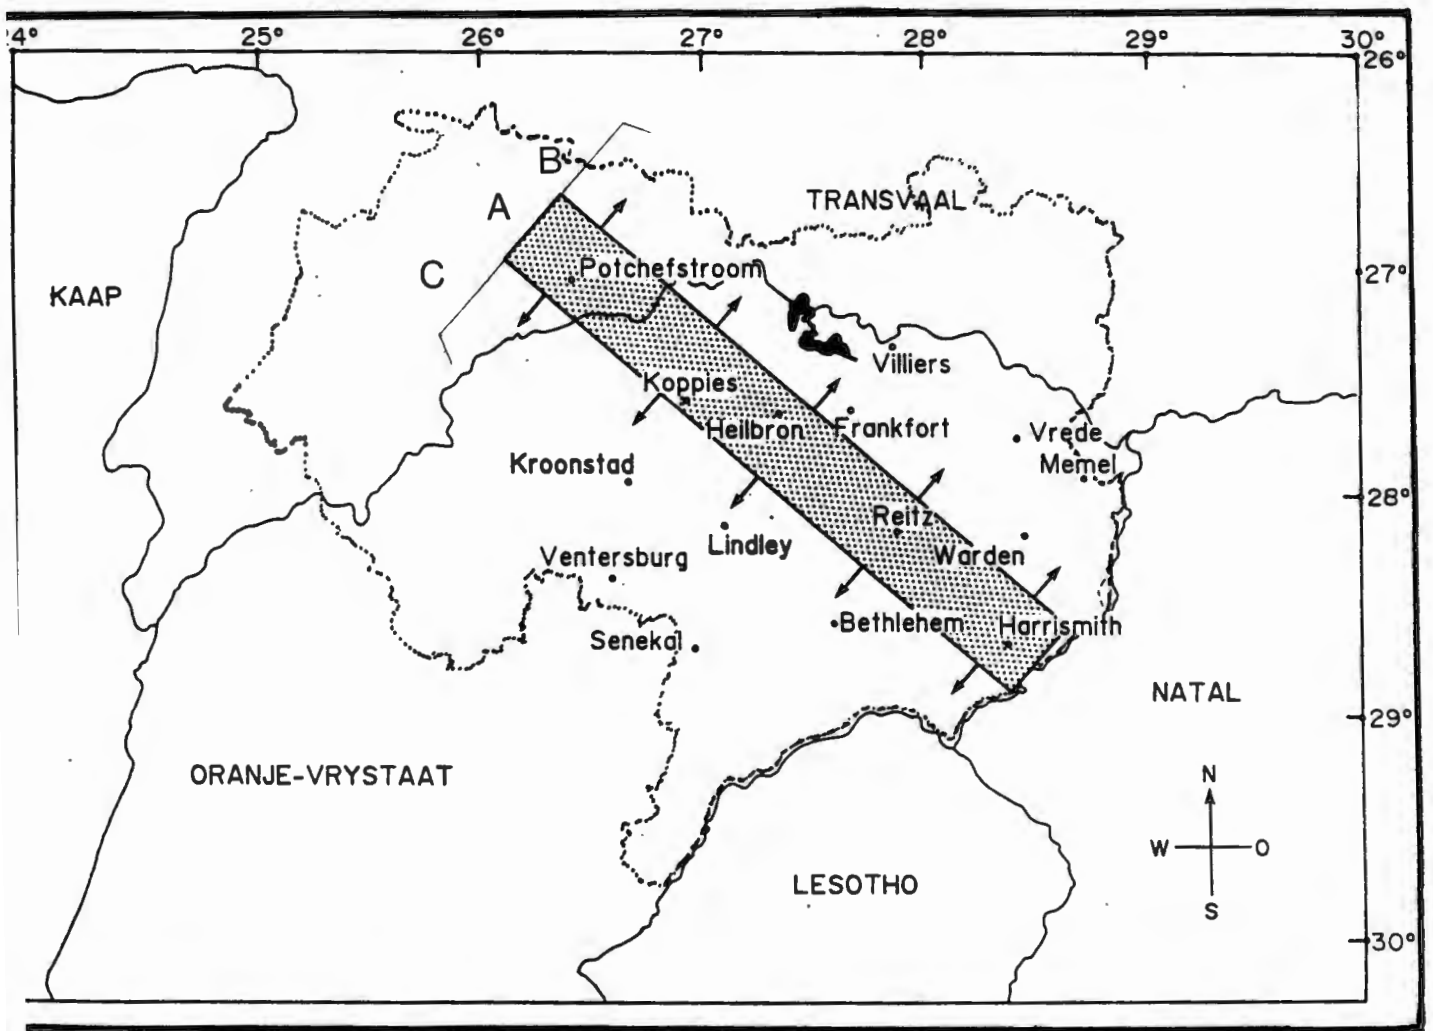 4° 25° 26° 27° 28° 29° 30°
26°
B
A
TRANSVAAL
C
Potchefstroom
27°
KAAP
Villiers
Koppies
Heilbron
Frankfort
Vrede
Kroonstad
Memel
28°
Reitz
Lindley
Warden
Ventersburg
Bethlehem
Harrismith
Senekal
NATAL
29°
ORANJE-VRYSTAAT
N
W
O
LESOTHO
S
30°